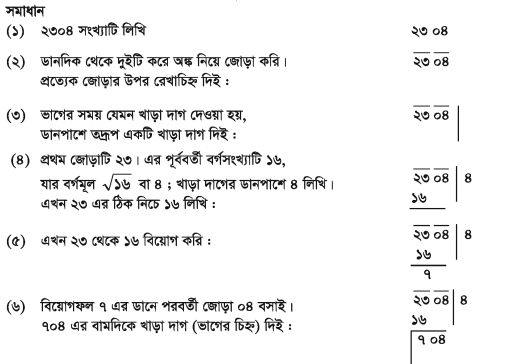 সমাধান
(১) ২৩০৪ সংখ্যাটি লিখি ২৩ ০৪
(২) ডানদিক থেকে দুইটি করে অঙ্ক নিয়ে জোড়া করি। ২৩ ০৪
প্রত্যেক জোড়ার উপর রেখাচিহ্ন দিই :
(৩) ভাগের সময় যেমন খাড়া দাগ দেওয়া হয়, ২৩ ০৪
ডানপাশে তদ্রূপ একটি খাড়া দাগ দিই :
(৪) প্রথম জোড়াটি ২৩। এর পূর্ববর্তী বর্গসংখ্যাটি ১৬,
যার বর্গমূল √১৬ বা ৪ ; খাড়া দাগের ডানপাশে ৪ লিখি। ২৩ ০৪ ৪
এখন ২৩ এর ঠিক নিচে ১৬ লিখি : ১৬
(৫) এখন ২৩ থেকে ১৬ বিয়োগ করি : ২৩ ০৪ ৪
১৬
৭
(৬) বিয়োগফল ৭ এর ডানে পরবর্তী জোড়া ০৪ বসাই। ২৩ ০৪ ৪
৭০৪ এর বামদিকে খাড়া দাগ (ভাগের চিহ্ন) দিই : ১৬
৭ ০৪